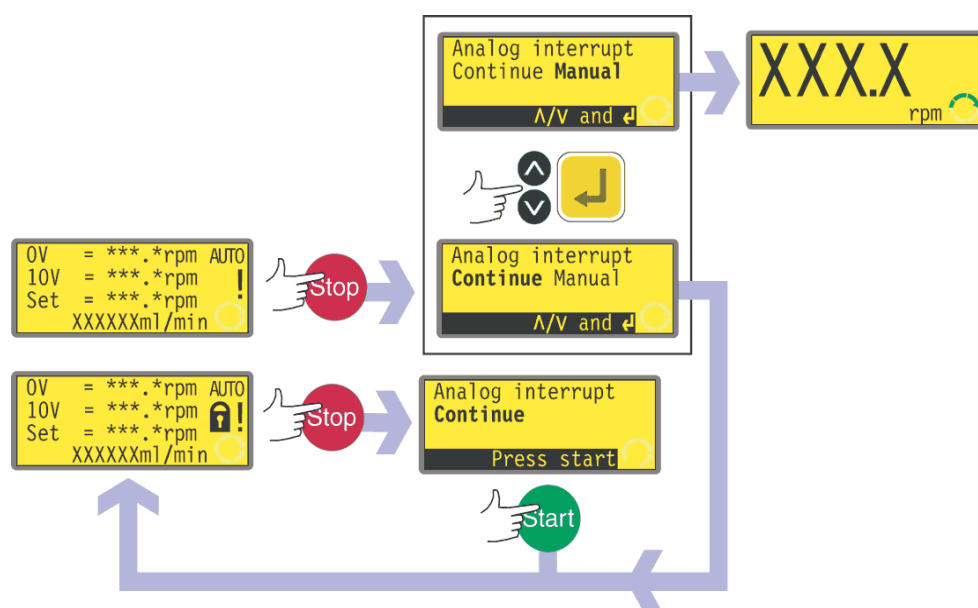 Analog interrupt
Continue Manual
∧/∨ and ↵
XXX.X
rpm
0V = ***.*rpm AUTO
10V = ***.*rpm !
Set = ***.*rpm
XXXXXXml/min
Stop
Analog interrupt
Continue Manual
∧/∨ and ↵
0V = ***.*rpm AUTO
10V = ***.*rpm !
Set = ***.*rpm
XXXXXXml/min
Stop
Analog interrupt
Continue
Press start
Start